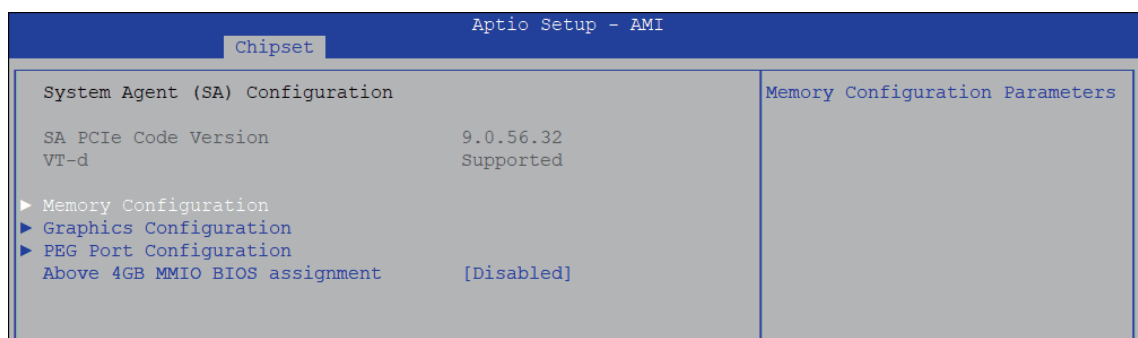 Aptio Setup - AMI
Chipset
System Agent (SA) Configuration
Memory Configuration Parameters
SA PCIe Code Version 9.0.56.32
VT-d Supported
► Memory Configuration
► Graphics Configuration
► PEG Port Configuration
Above 4GB MMIO BIOS assignment [Disabled]